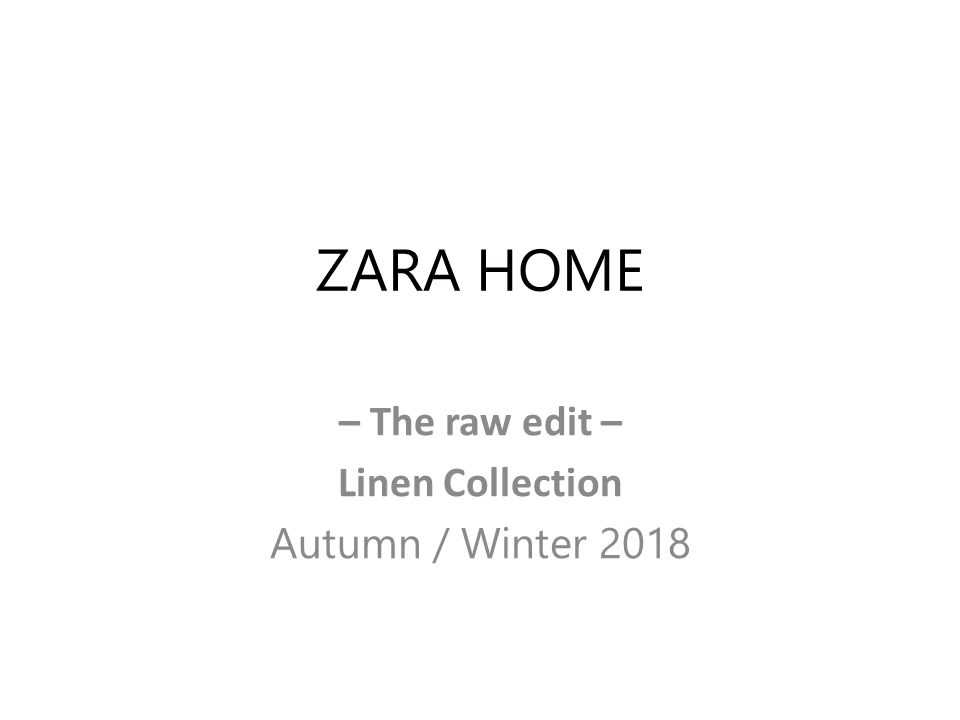 ZARA HOME
– The raw edit –
Linen Collection
Autumn / Winter 2018